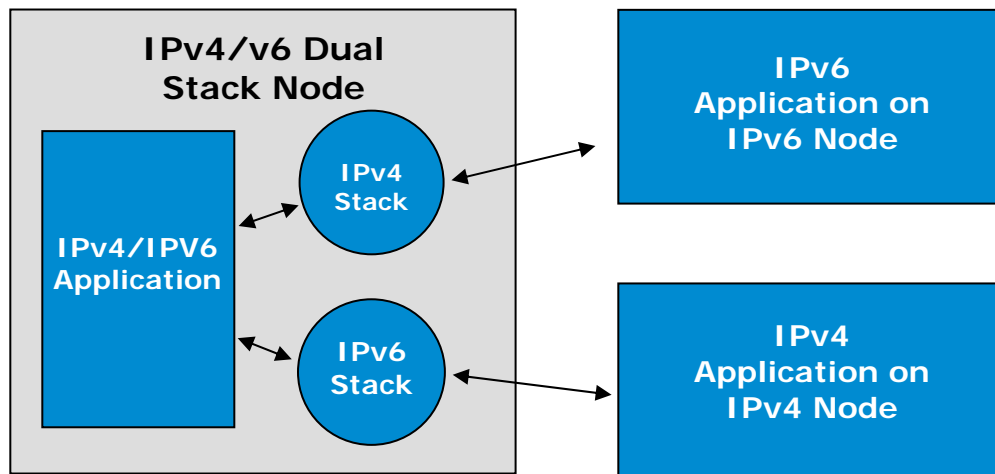 IPv4/v6 Dual
Stack Node
IPv4/IPV6
Application
IPv4
Stack
IPv6
Stack
IPv6
Application on
IPv6 Node
IPv4
Application on
IPv4 Node